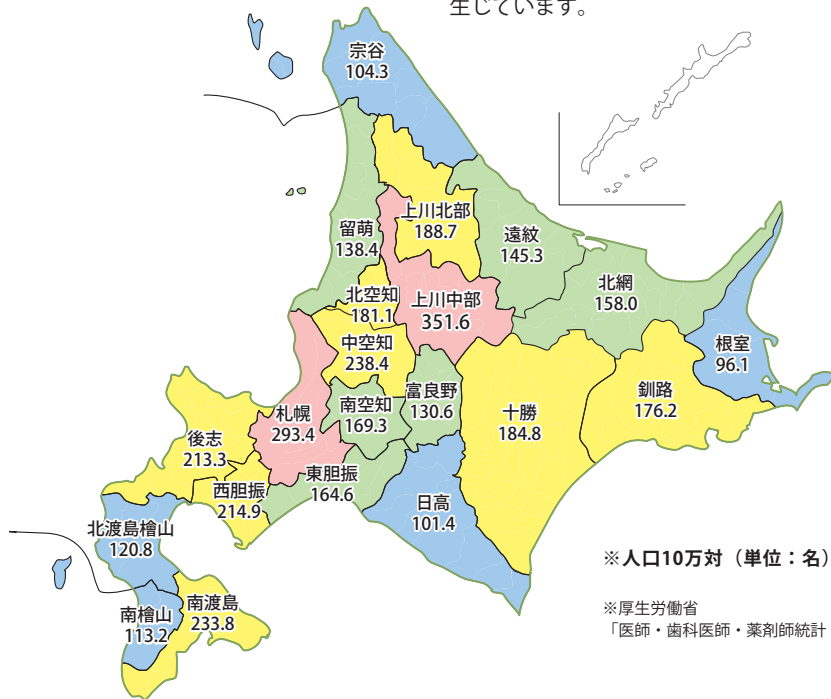 生じています。
宗谷
104.3
上川北部
188.7
遠紋
145.3
留萌
138.4
北網
158.0
北空知
181.1
上川中部
351.6
根室
96.1
中空知
238.4
釧路
176.2
富良野
130.6
南空知
169.3
十勝
184.8
札幌
293.4
後志
213.3
東胆振
164.6
西胆振
214.9
日高
101.4
北渡島檜山
120.8
南渡島
233.8
南檜山
113.2
※人口10万対（単位：名）
※厚生労働省
「医師・歯科医師・薬剤師統計